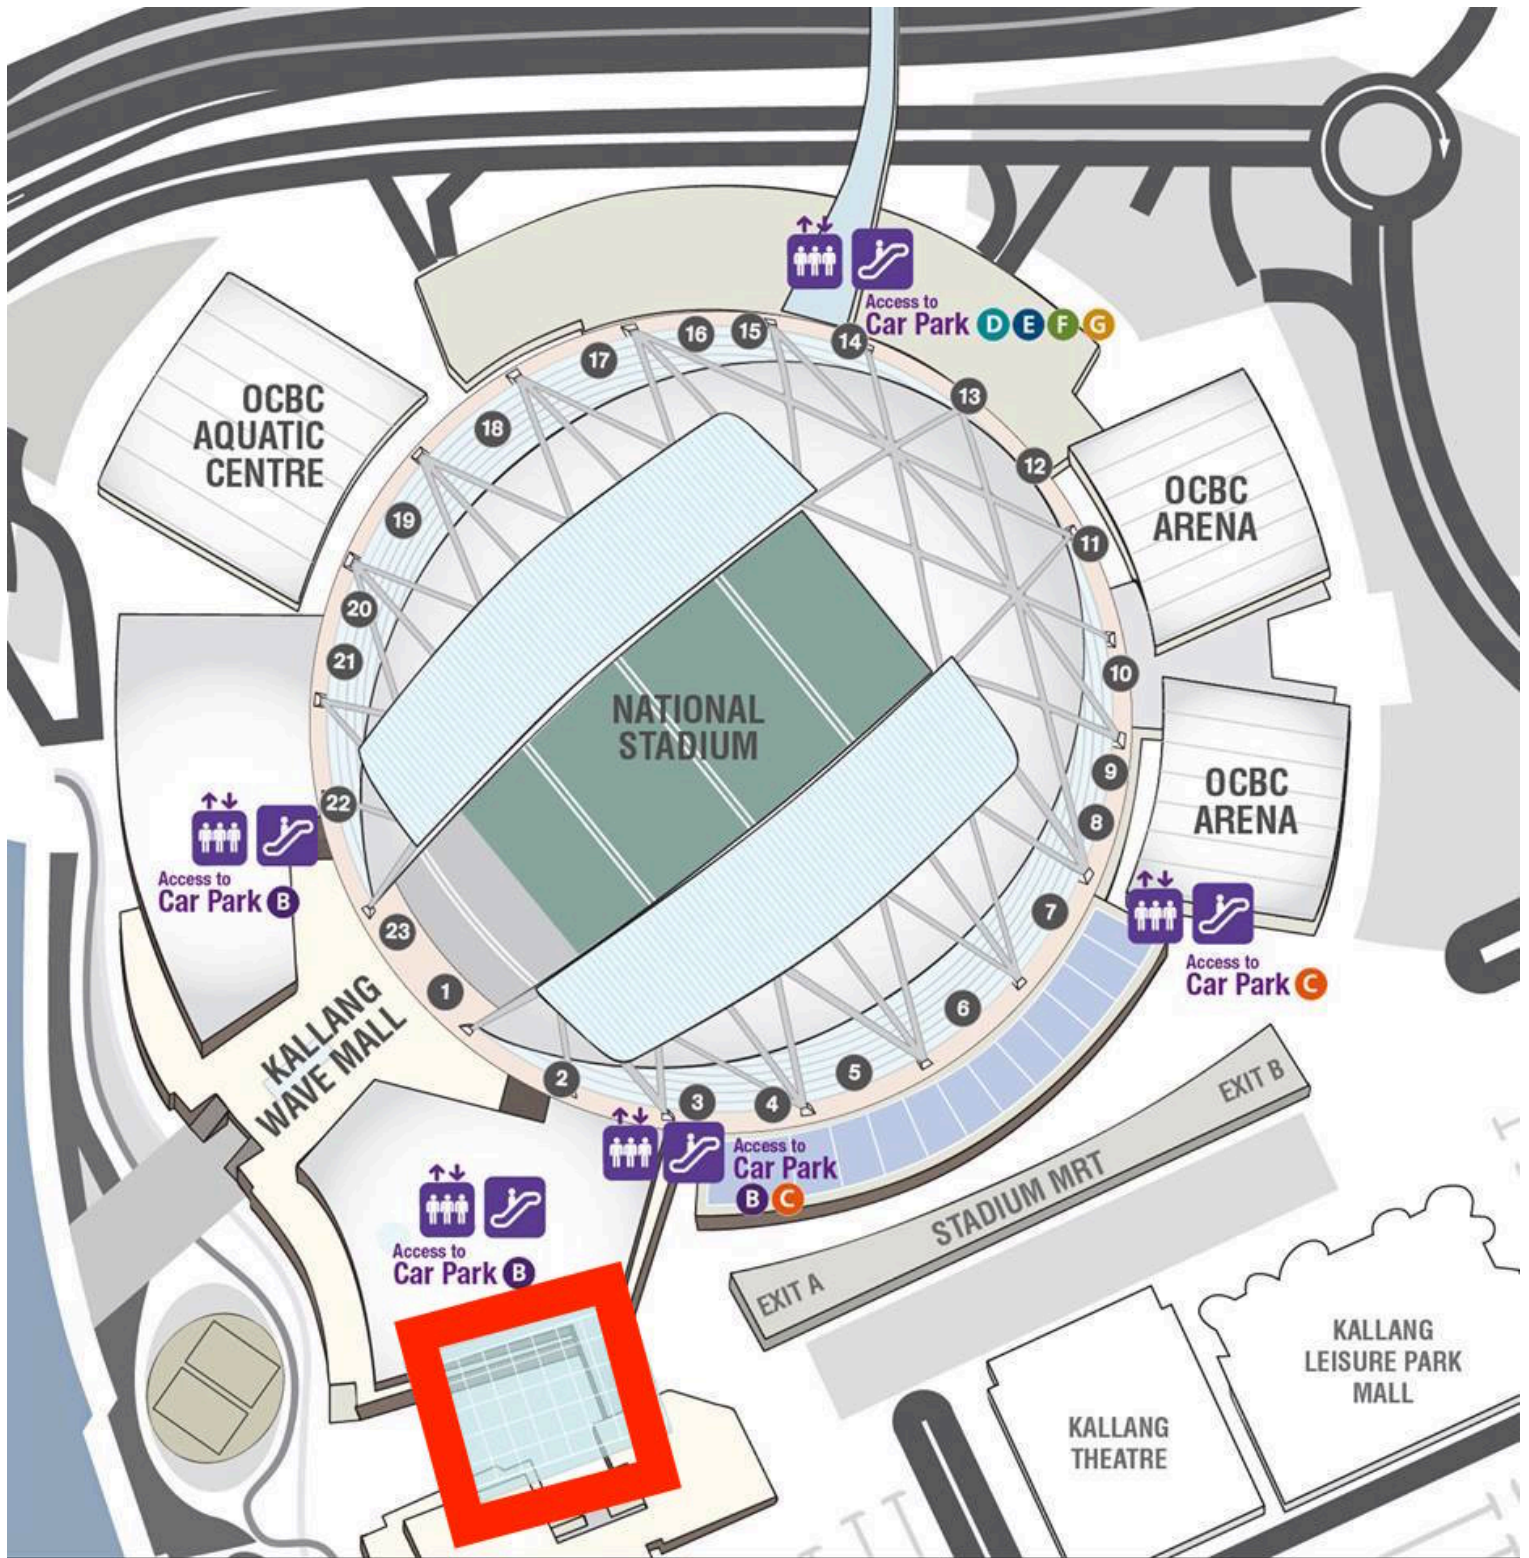 Access to
Car Park D E F G
16
15
14
17
13
18
12
OCBC
AQUATIC
CENTRE
19
11
OCBC
ARENA
20
21
10
NATIONAL
STADIUM
9
OCBC
ARENA
22
8
Access to
Car Park B
7
23
Access to
Car Park C
1
6
KALLANG
WAVE MALL
2
5
3
4
EXIT B
Access to
Car Park
B C
STADIUM MRT
Access to
Car Park B
EXIT A
KALLANG
LEISURE PARK
MALL
KALLANG
THEATRE